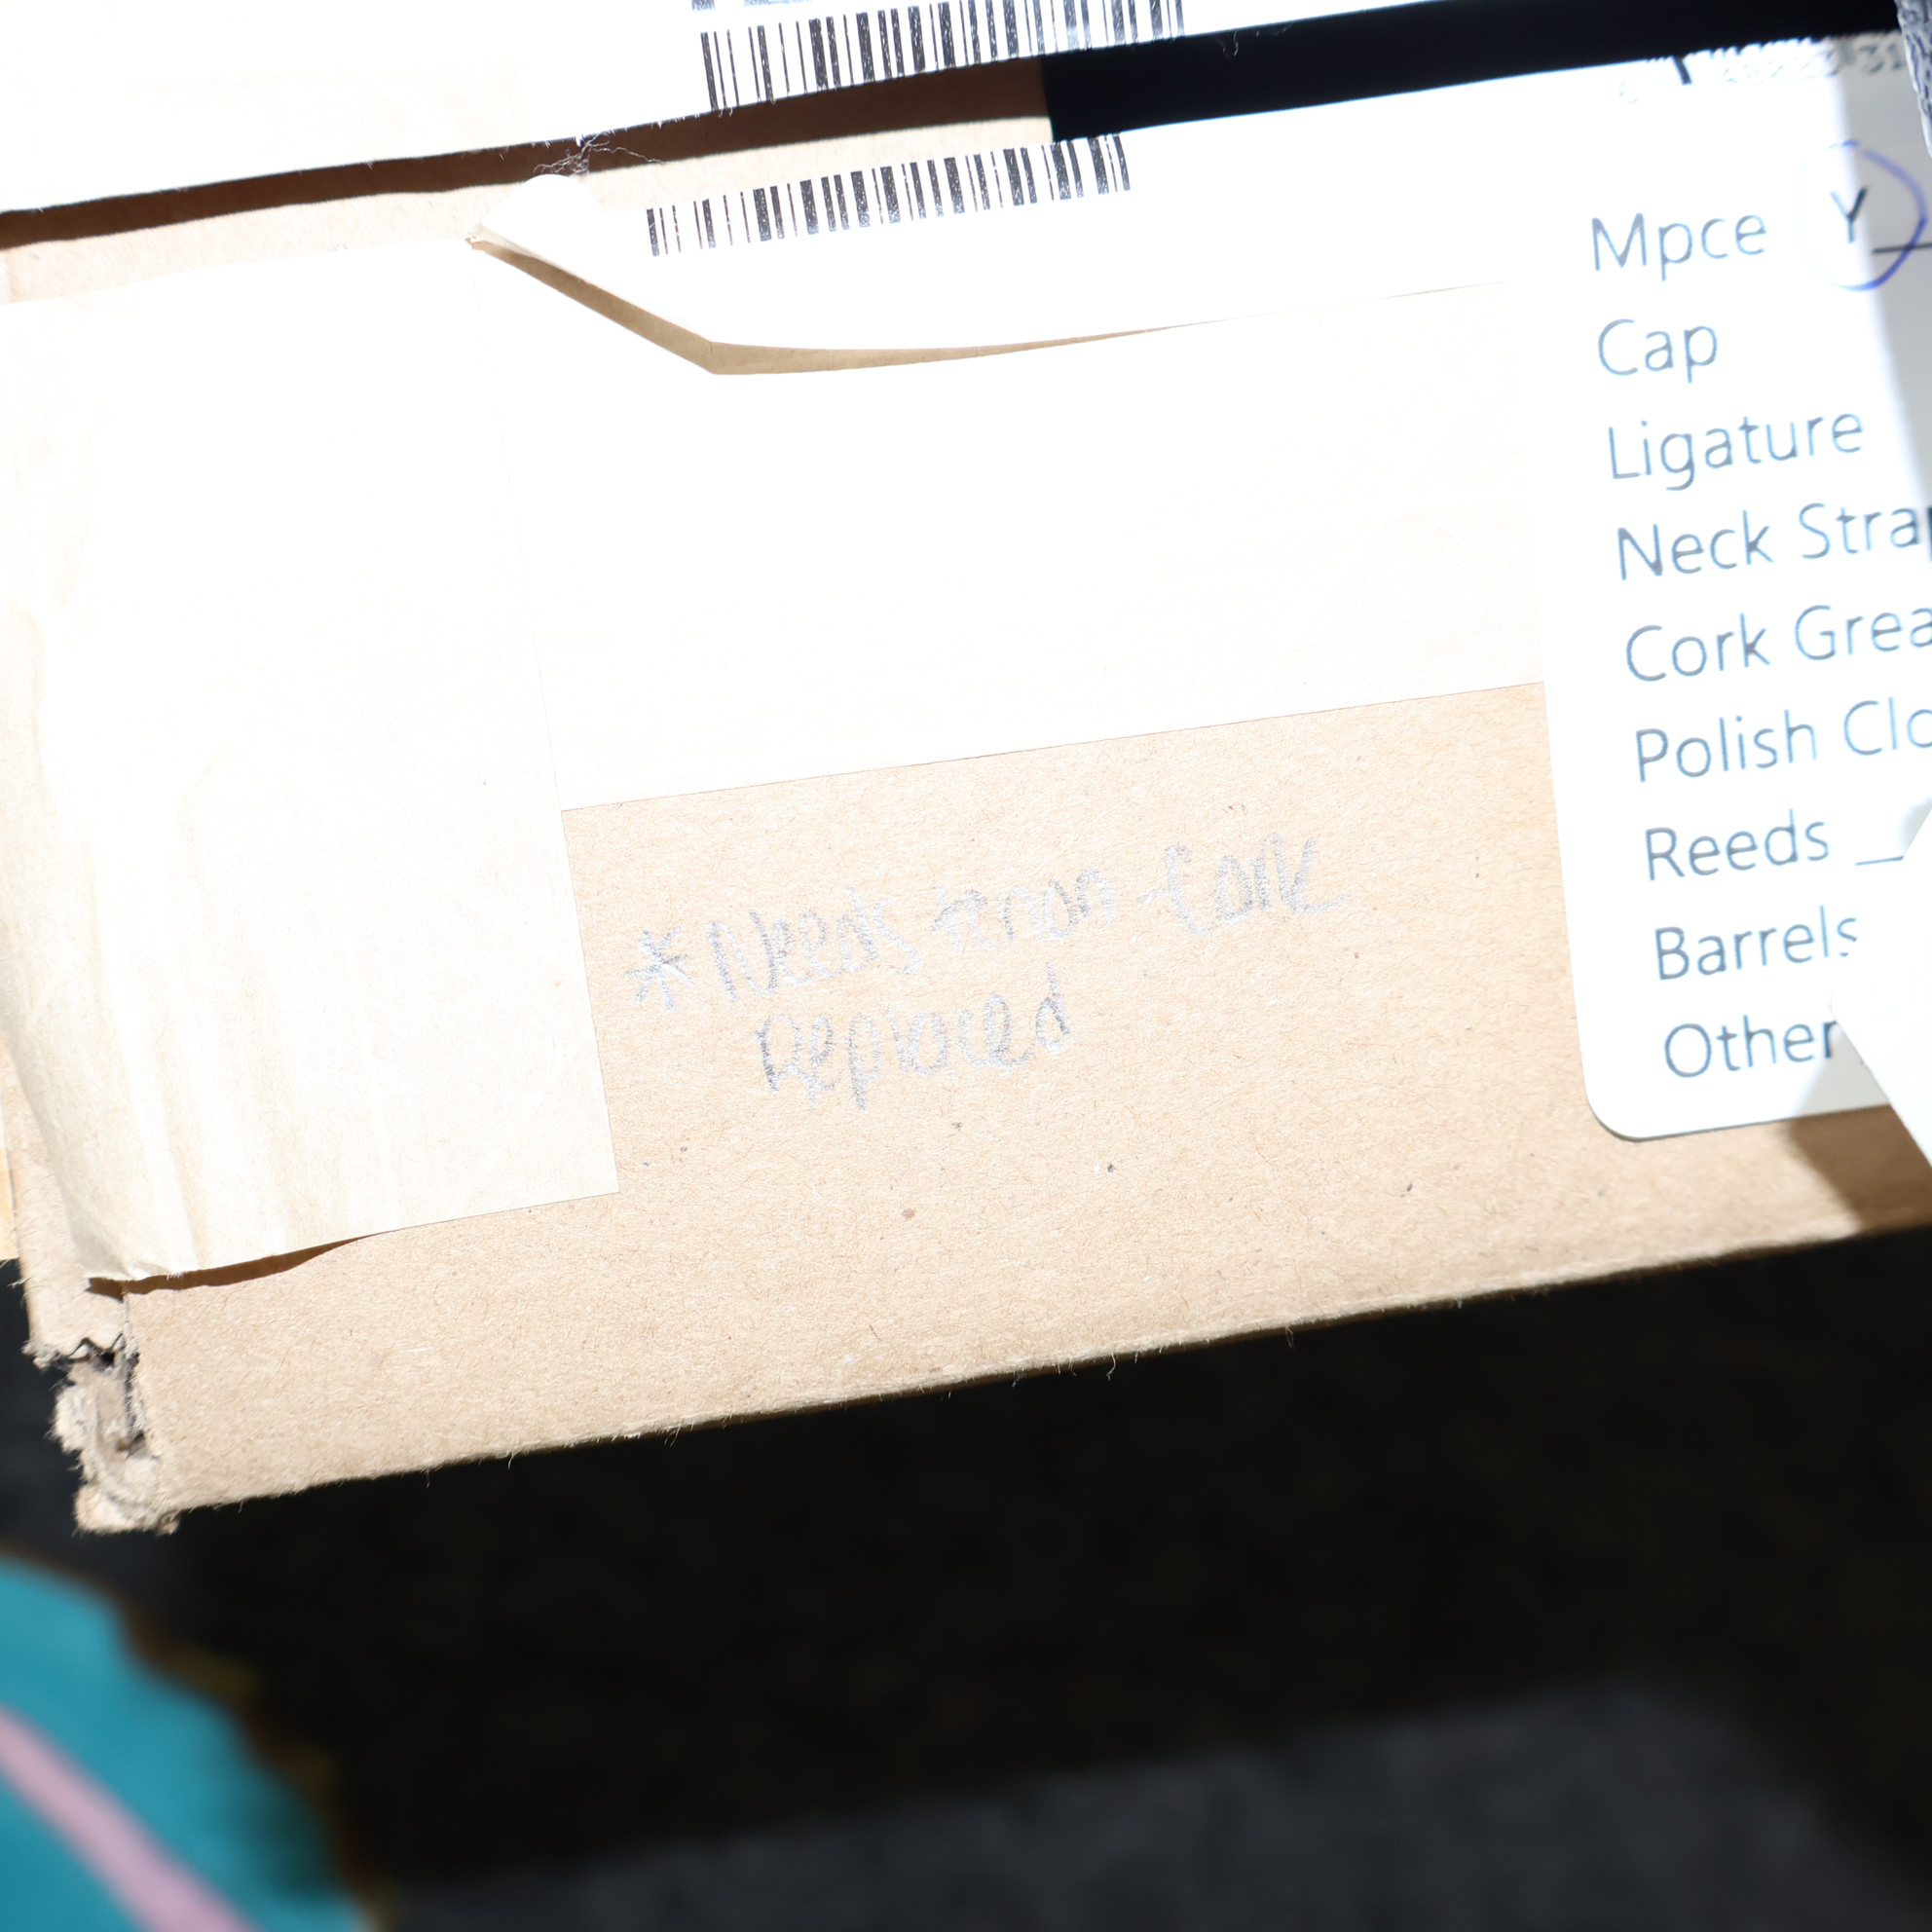 Mpce Y
Cap
Ligature
Neck Stra
Cork Grea
Polish Clo
Reeds
Barrels
Other
*Needs tenon Cork
Replaced